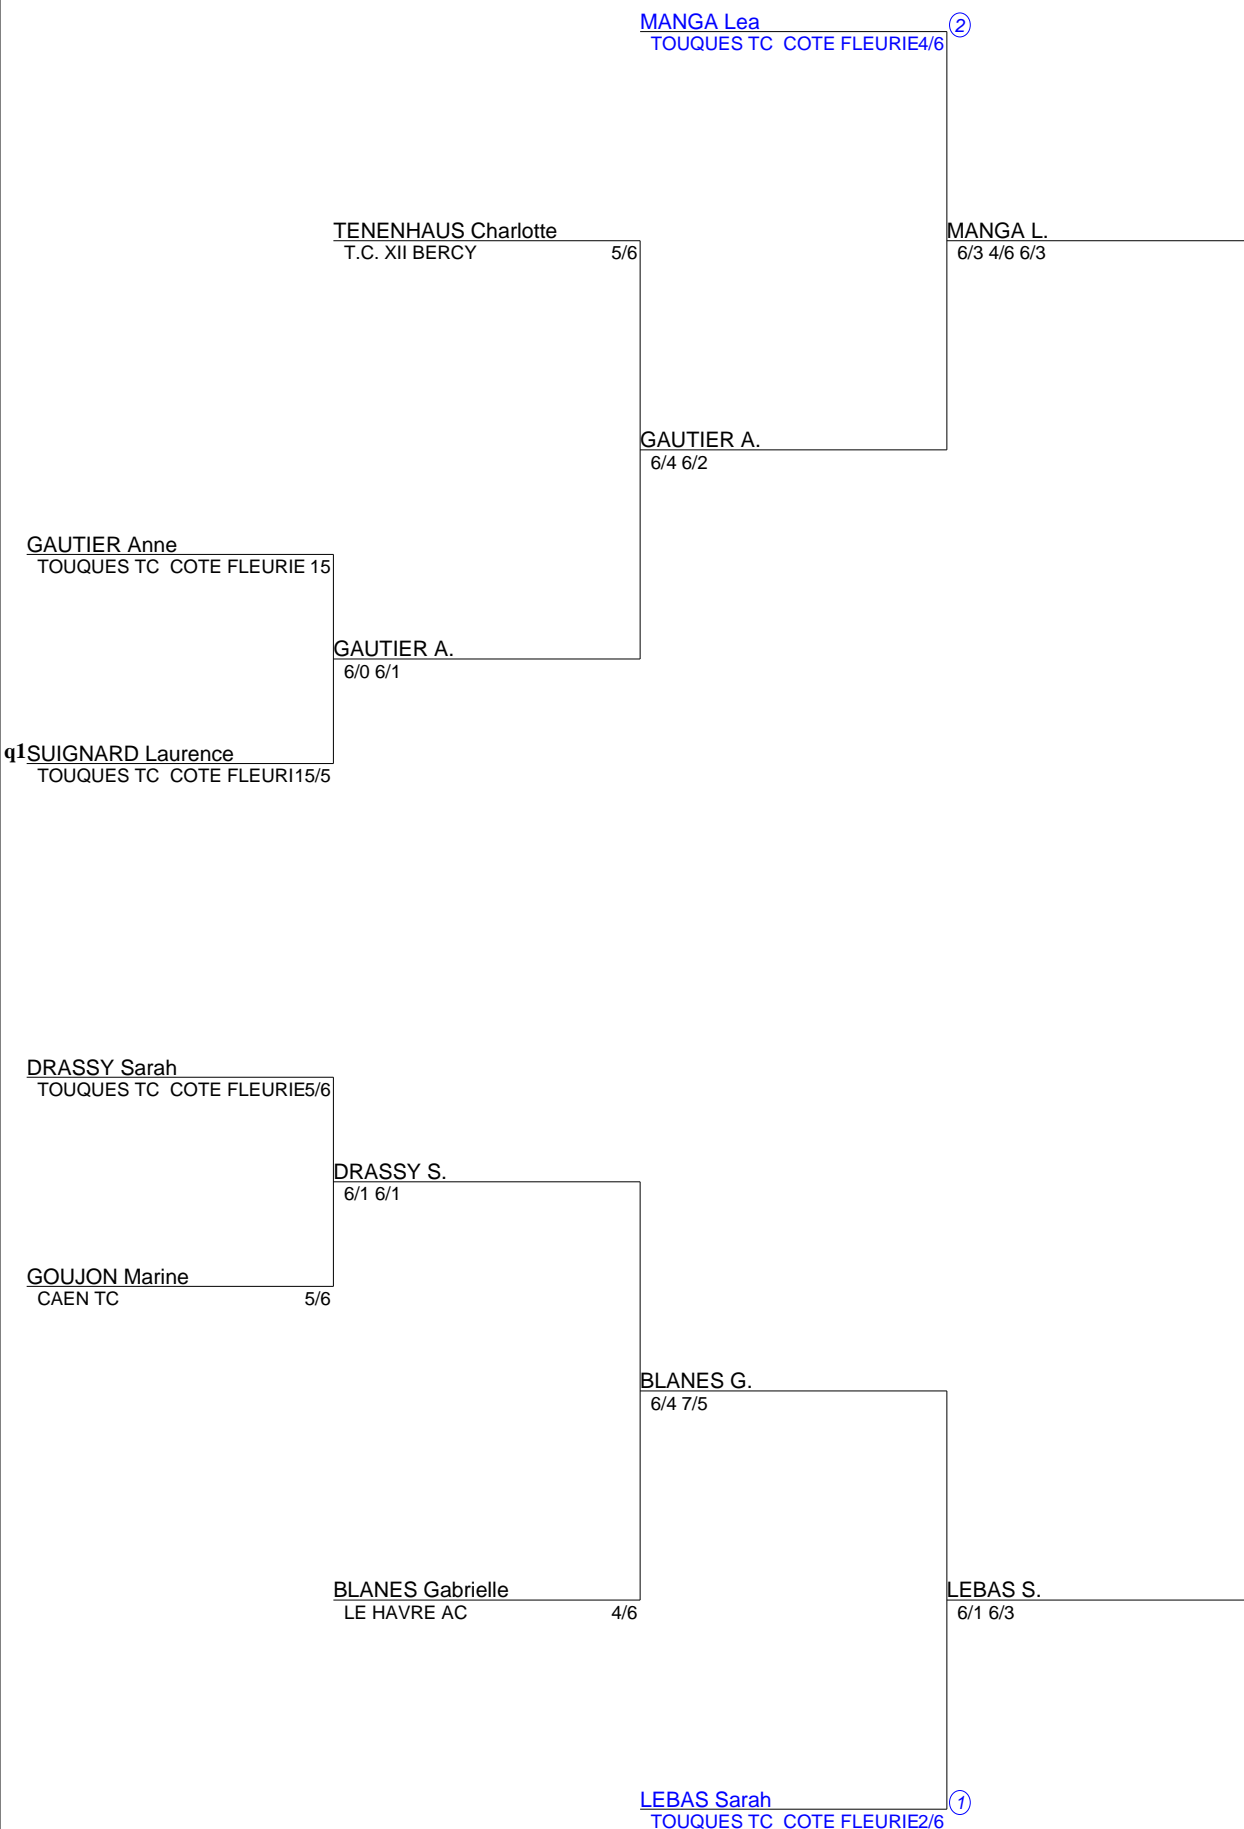 MANGA Lea 2
TOUQUES TC COTE FLEURIE4/6
TENENHAUS Charlotte
T.C. XII BERCY 5/6
MANGA L.
6/3 4/6 6/3
GAUTIER A.
6/4 6/2
GAUTIER Anne
TOUQUES TC COTE FLEURIE 15
GAUTIER A.
6/0 6/1
q1SUIGNARD Laurence
TOUQUES TC COTE FLEURI15/5
DRASSY Sarah
TOUQUES TC COTE FLEURIE5/6
DRASSY S.
6/1 6/1
GOUJON Marine
CAEN TC 5/6
BLANES G.
6/4 7/5
BLANES Gabrielle
LE HAVRE AC 4/6
LEBAS S.
6/1 6/3
LEBAS Sarah 1
TOUQUES TC COTE FLEURIE2/6